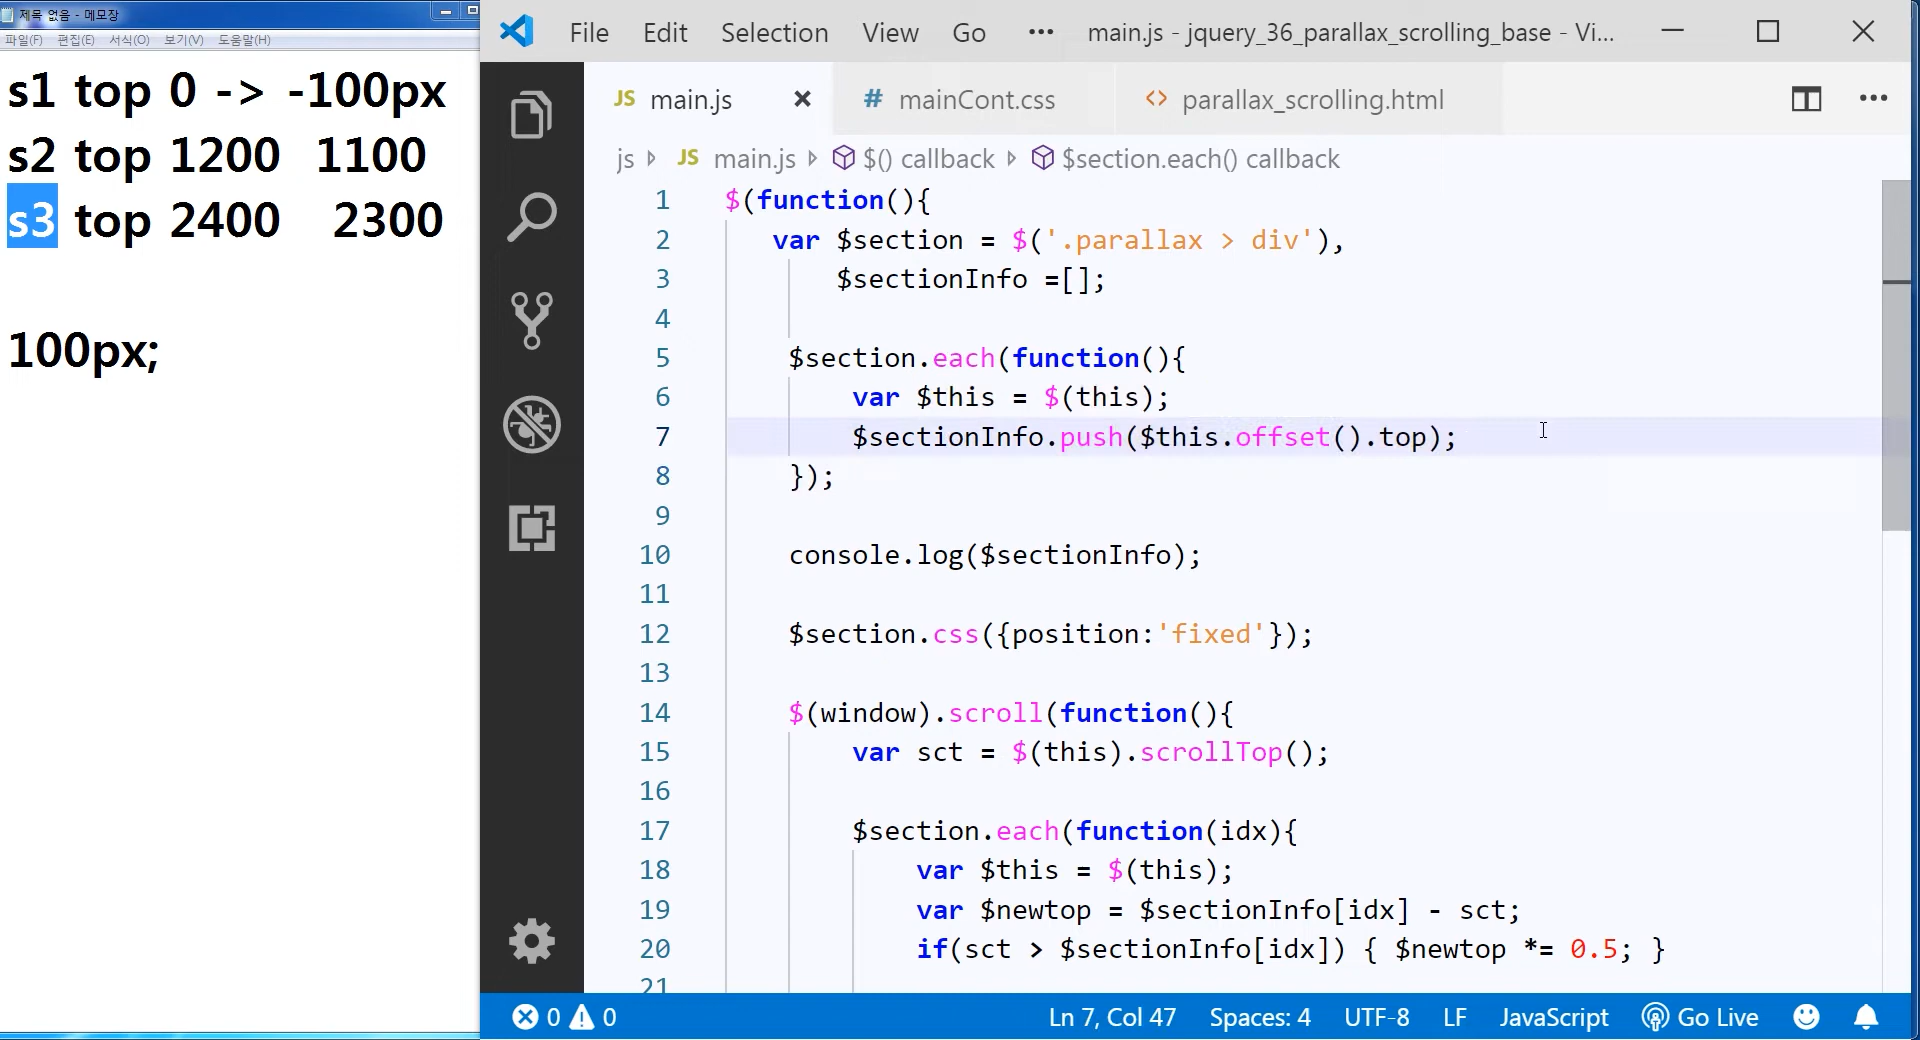 제목 없음 - 메모장
파일(F) 편집(E) 서식(O) 보기(V) 도움말(H)
s1 top 0 -> -100px
s2 top 1200 1100
s3 top 2400 2300
100px;
File Edit Selection View Go ··· main.js - jquery_36_parallax_scrolling_base - Vi...
JS main.js # mainCont.css <> parallax_scrolling.html
js JS main.js $() callback $section.each() callback
1 $(function(){
2 var $section = $('.parallax > div'),
3 $sectionInfo =[];
4
5 $section.each(function(){
6 var $this = $(this);
7 $sectionInfo.push($this.offset().top);
8 });
9
10 console.log($sectionInfo);
11
12 $section.css({position:'fixed'});
13
14 $(window).scroll(function(){
15 var sct = $(this).scrollTop();
16
17 $section.each(function(idx){
18 var $this = $(this);
19 var $newtop = $sectionInfo[idx] - sct;
20 if(sct > $sectionInfo[idx]) { $newtop *= 0.5; }
21
0 0 Ln 7, Col 47 Spaces: 4 UTF-8 LF JavaScript Go Live